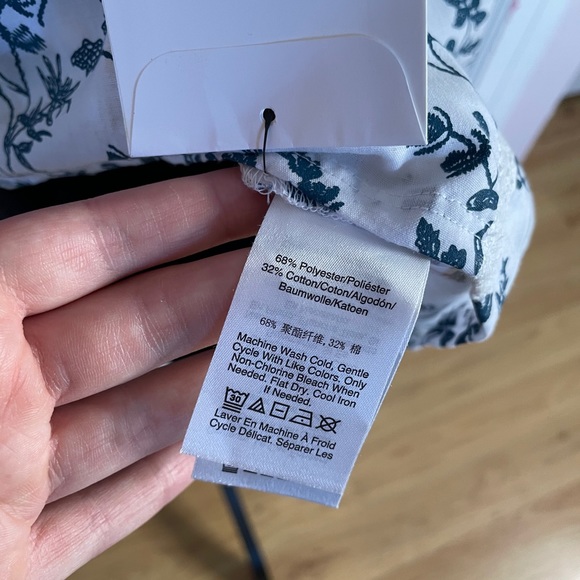 68% Polyester/Poliéster
32% Cotton/Coton/Algodón/
Baumwolle/Katoen
68% 聚酯纤维, 32% 棉
Machine Wash Cold, Gentle
Cycle With Like Colors. Only
Non-Chlorine Bleach When
Needed. Flat Dry, Cool Iron
If Needed.
30
Laver En Machine À Froid
Cycle Délicat. Séparer Les